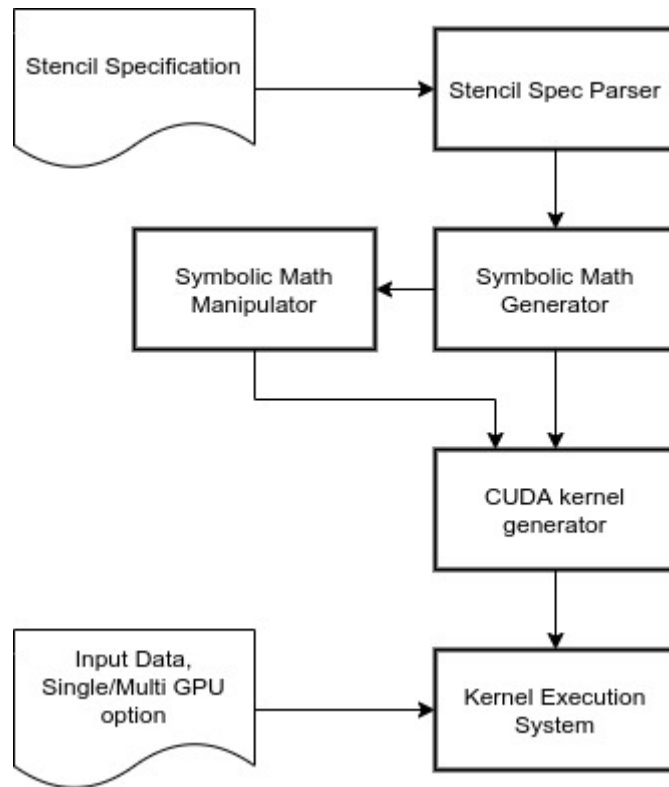 Stencil Specification
Stencil Spec Parser
Symbolic Math
Manipulator
Symbolic Math
Generator
CUDA kernel
generator
Input Data,
Single/Multi GPU
option
Kernel Execution
System